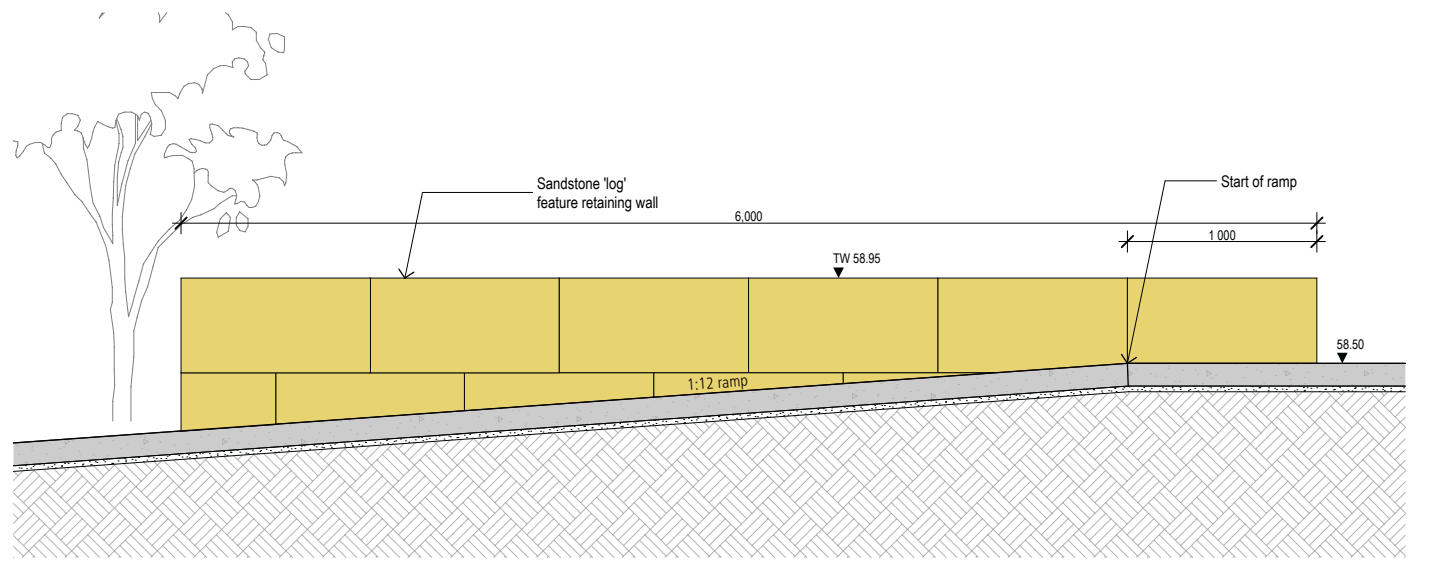 Sandstone 'log'
feature retaining wall
Start of ramp
6,000
1 000
TW 58.95
58.50
1:12 ramp